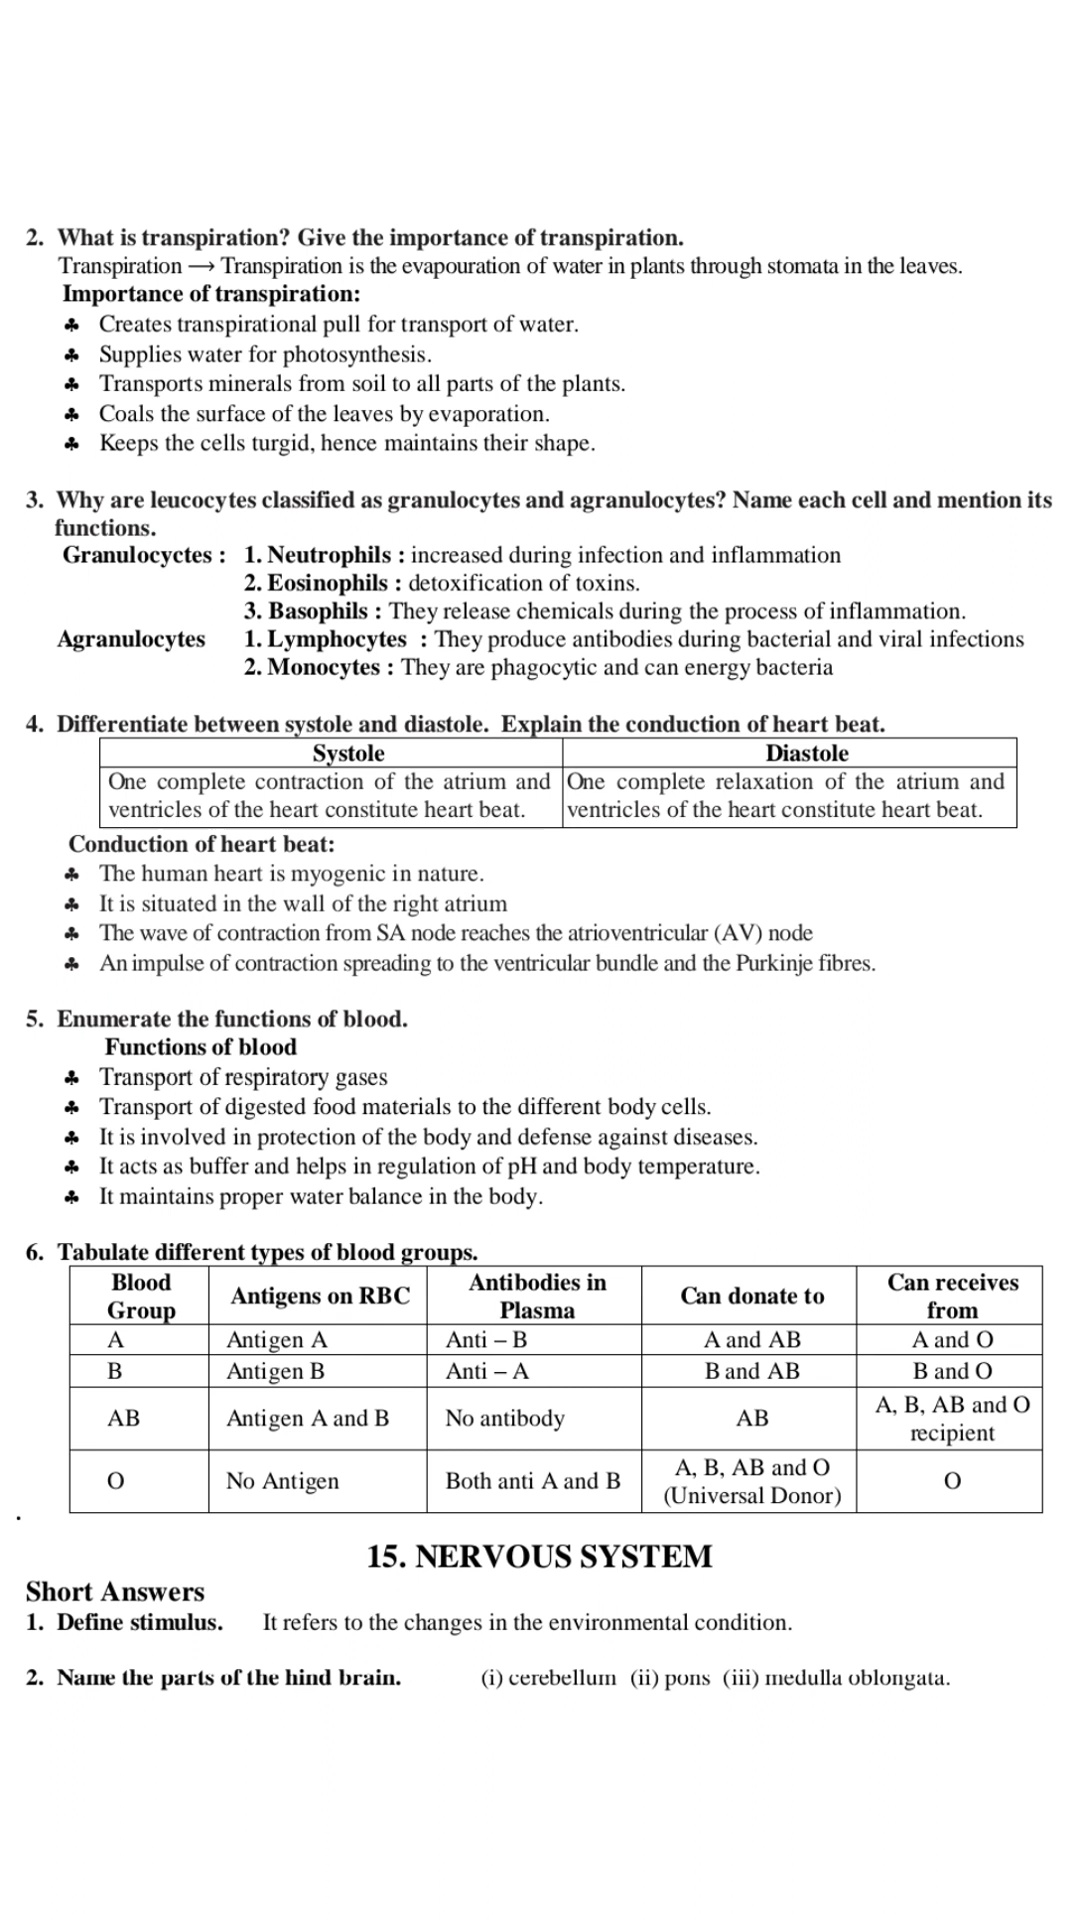 2. What is transpiration? Give the importance of transpiration.
Transpiration → Transpiration is the evapouration of water in plants through stomata in the leaves.
Importance of transpiration:
♣ Creates transpirational pull for transport of water.
♣ Supplies water for photosynthesis.
♣ Transports minerals from soil to all parts of the plants.
♣ Coals the surface of the leaves by evaporation.
♣ Keeps the cells turgid, hence maintains their shape.
3. Why are leucocytes classified as granulocytes and agranulocytes? Name each cell and mention its
functions.
Granulocyctes : 1. Neutrophils : increased during infection and inflammation
2. Eosinophils : detoxification of toxins.
3. Basophils : They release chemicals during the process of inflammation.
Agranulocytes 1. Lymphocytes : They produce antibodies during bacterial and viral infections
2. Monocytes : They are phagocytic and can energy bacteria
4. Differentiate between systole and diastole. Explain the conduction of heart beat.
Systole Diastole
One complete contraction of the atrium and One complete relaxation of the atrium and
ventricles of the heart constitute heart beat. ventricles of the heart constitute heart beat.
Conduction of heart beat:
♣ The human heart is myogenic in nature.
♣ It is situated in the wall of the right atrium
♣ The wave of contraction from SA node reaches the atrioventricular (AV) node
♣ An impulse of contraction spreading to the ventricular bundle and the Purkinje fibres.
5. Enumerate the functions of blood.
Functions of blood
♣ Transport of respiratory gases
♣ Transport of digested food materials to the different body cells.
♣ It is involved in protection of the body and defense against diseases.
♣ It acts as buffer and helps in regulation of pH and body temperature.
♣ It maintains proper water balance in the body.
6. Tabulate different types of blood groups.
Blood Group Antigens on RBC Antibodies in Plasma Can donate to Can receives from
A Antigen A Anti – B A and AB A and O
B Antigen B Anti – A B and AB B and O
AB Antigen A and B No antibody AB A, B, AB and O recipient
O No Antigen Both anti A and B A, B, AB and O (Universal Donor) O
.
15. NERVOUS SYSTEM
Short Answers
1. Define stimulus. It refers to the changes in the environmental condition.
2. Name the parts of the hind brain. (i) cerebellum (ii) pons (iii) medulla oblongata.